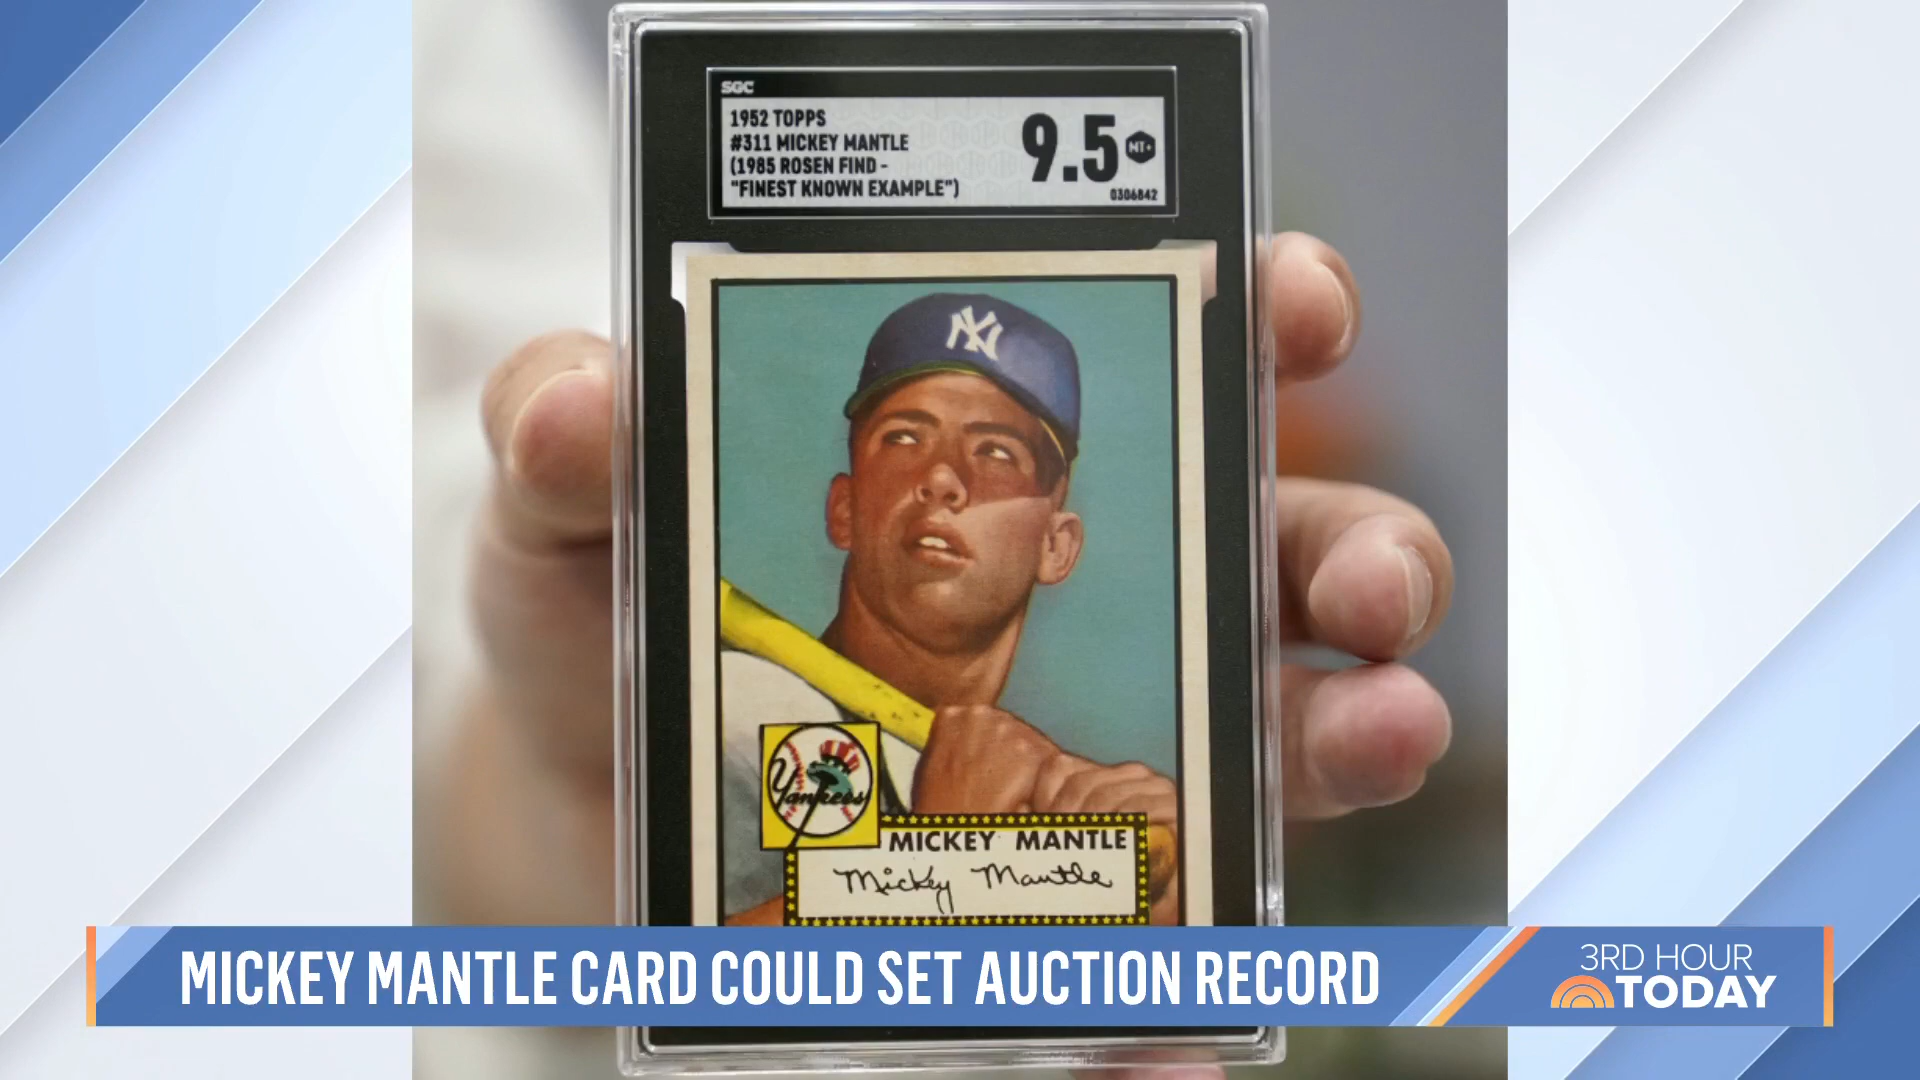 SGC
1952 TOPPS
#311 MICKEY MANTLE
(1985 ROSEN FIND -
"FINEST KNOWN EXAMPLE")
9.5
MT+
0306842
NY
Yankees
MICKEY MANTLE
Mickey Mantle
MICKEY MANTLE CARD COULD SET AUCTION RECORD
3RD HOUR
TODAY